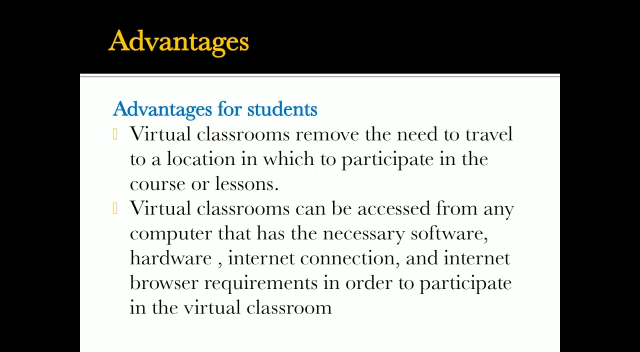 Advantages
Advantages for students
Virtual classrooms remove the need to travel
to a location in which to participate in the
course or lessons.
Virtual classrooms can be accessed from any
computer that has the necessary software,
hardware , internet connection, and internet
browser requirements in order to participate
in the virtual classroom